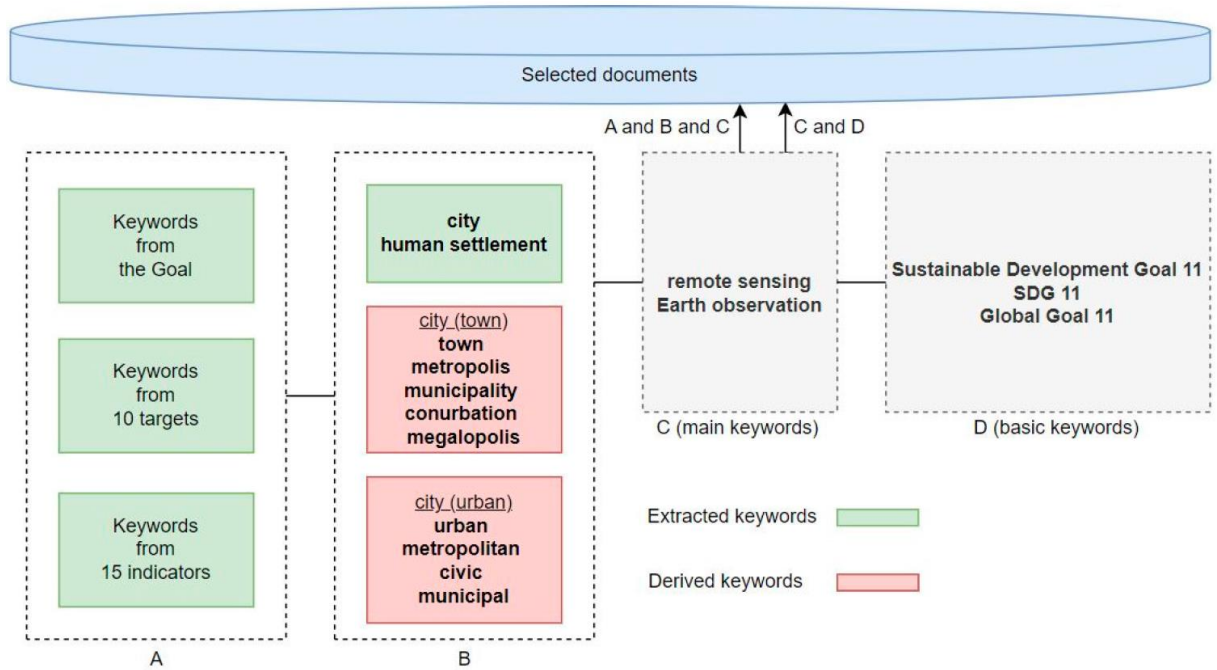 Selected documents
A and B and C
C and D
Keywords
from
the Goal
Keywords
from
10 targets
Keywords
from
15 indicators
A
city
human settlement
city (town)
town
metropolis
municipality
conurbation
megalopolis
city (urban)
urban
metropolitan
civic
municipal
B
remote sensing
Earth observation
C (main keywords)
Sustainable Development Goal 11
SDG 11
Global Goal 11
D (basic keywords)
Extracted keywords
Derived keywords